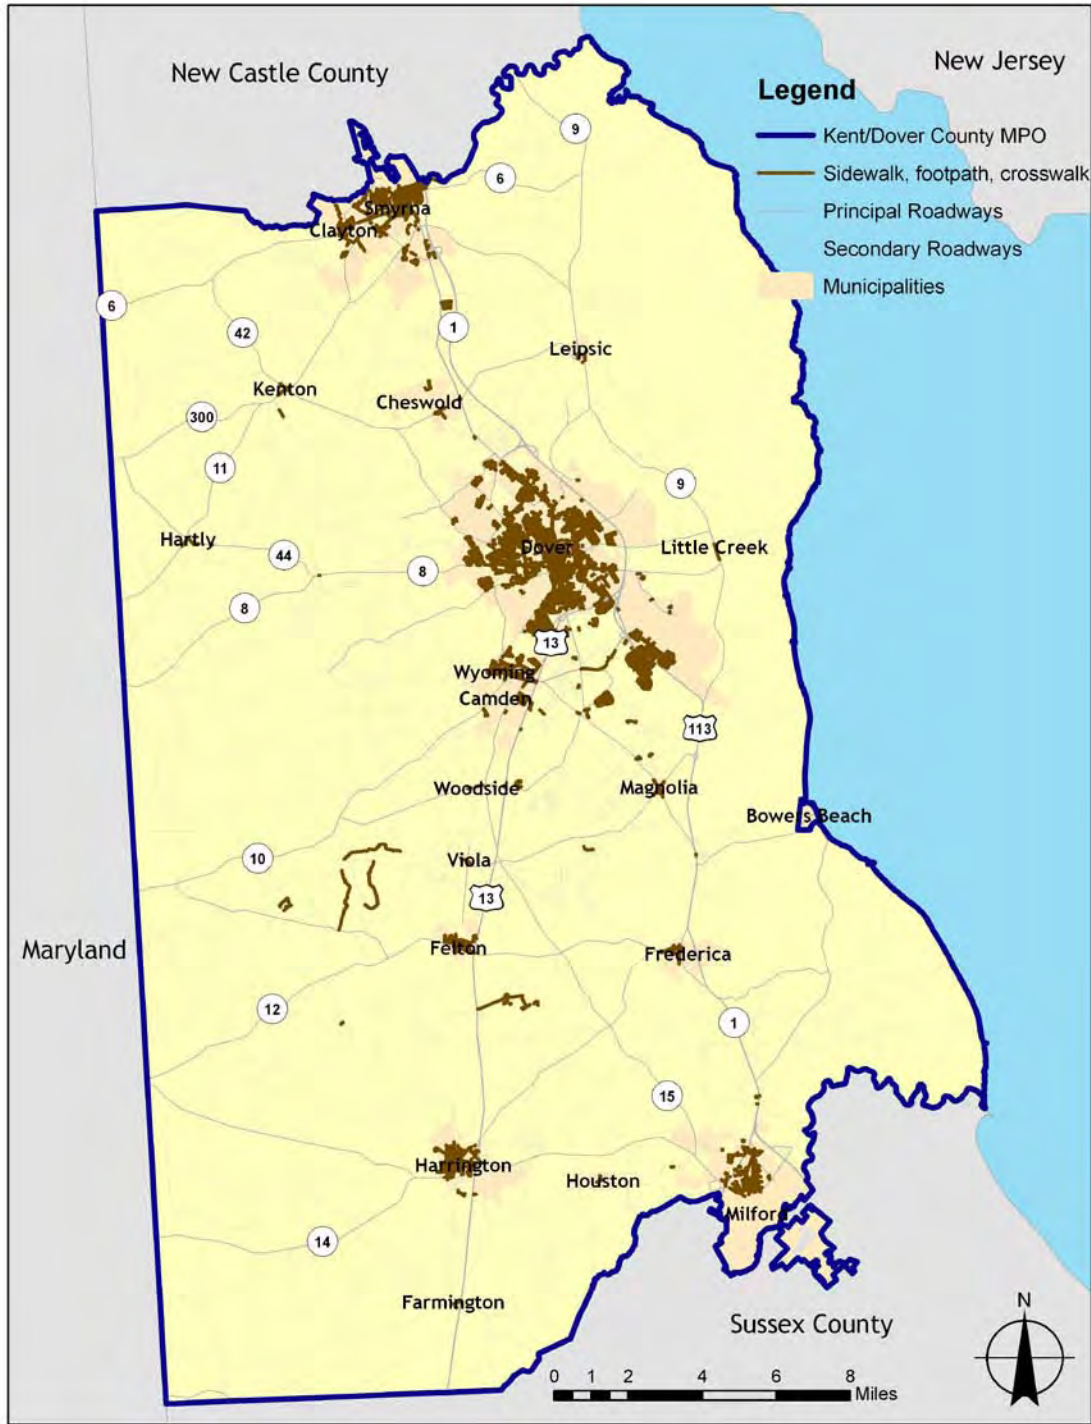 New Castle County
New Jersey
Legend
Kent/Dover County MPO
Sidewalk, footpath, crosswalk
Principal Roadways
Secondary Roadways
Municipalities
9
6
Smyrna
Clayton
6
42
1
Leipsic
Kenton
Cheswold
300
11
9
Hartly
44
Dover
Little Creek
8
8
13
Wyoming
Camden
113
Woodside
Magnolia
Bowers Beach
10
Viola
13
Maryland
Felton
Frederica
12
1
15
Harrington
Houston
Milford
14
Farmington
Sussex County
N
0 1 2 4 6 8
Miles